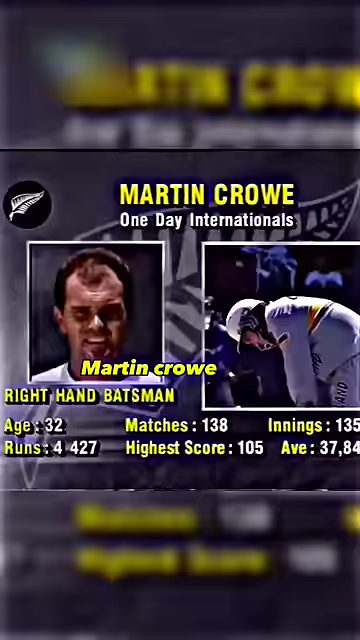 MARTIN CROWE
One Day Internationals
Martin crowe
RIGHT HAND BATSMAN
Age : 32 Matches : 138 Innings : 135
Runs : 4 427 Highest Score : 105 Ave : 37,84